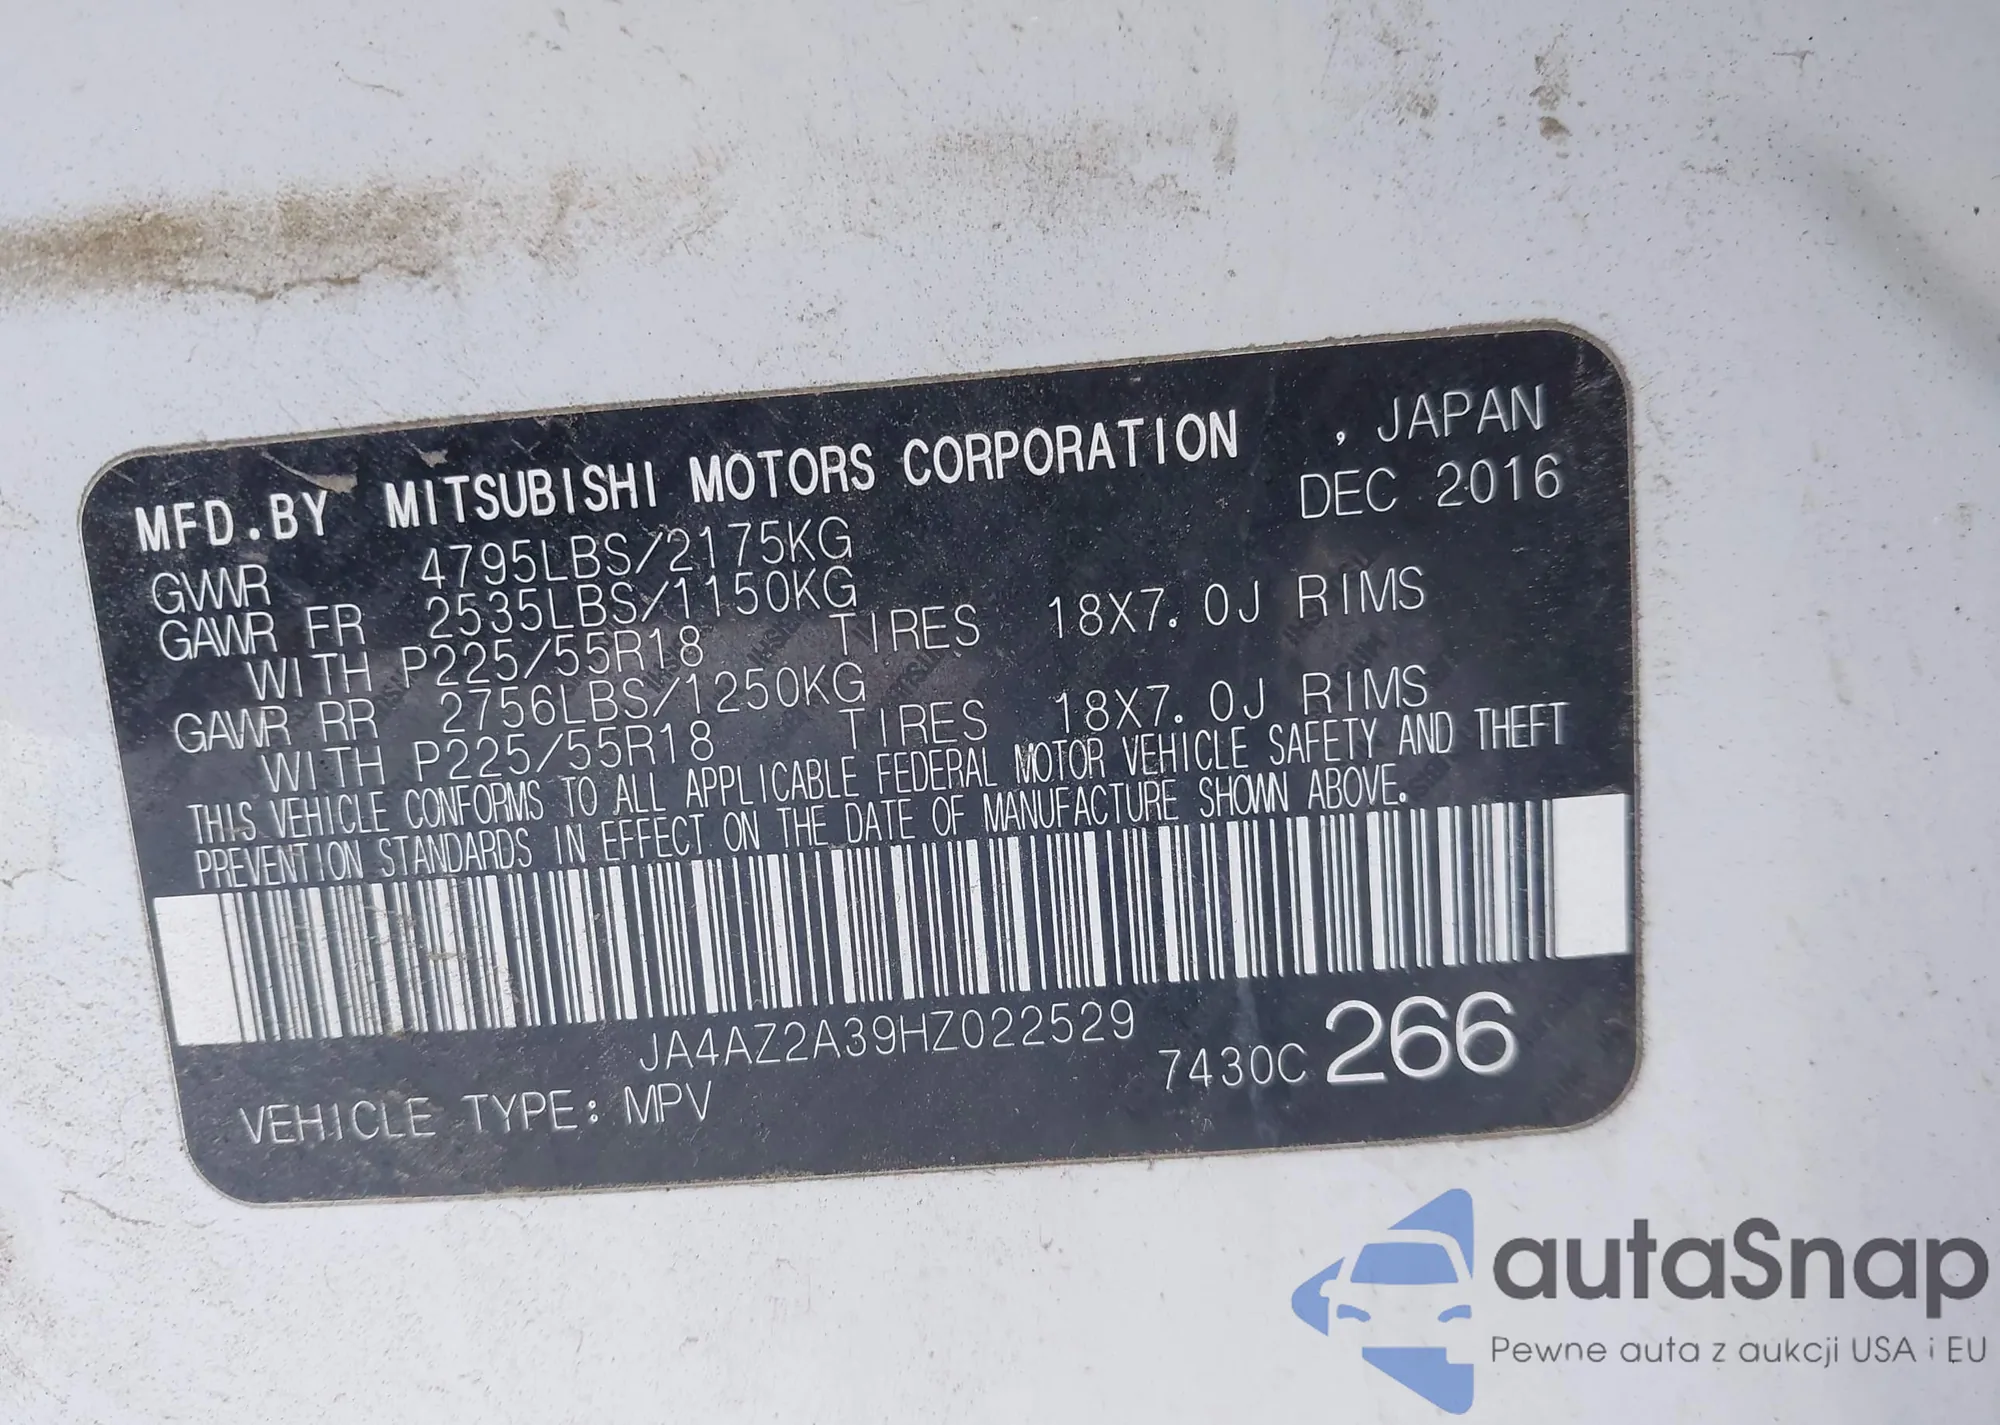 MFD.BY MITSUBISHI MOTORS CORPORATION , JAPAN
DEC 2016
GVWR 4795LBS/2175KG
GAWR FR 2535LBS/1150KG
WITH P225/55R18 TIRES 18X7.0J RIMS
GAWR RR 2756LBS/1250KG
WITH P225/55R18 TIRES 18X7.0J RIMS
THIS VEHICLE CONFORMS TO ALL APPLICABLE FEDERAL MOTOR VEHICLE SAFETY AND THEFT
PREVENTION STANDARDS IN EFFECT ON THE DATE OF MANUFACTURE SHOWN ABOVE.
JA4AZ2A39HZ022529
7430C 266
VEHICLE TYPE: MPV
autaSnap
Pewne auta z aukcji USA i EU